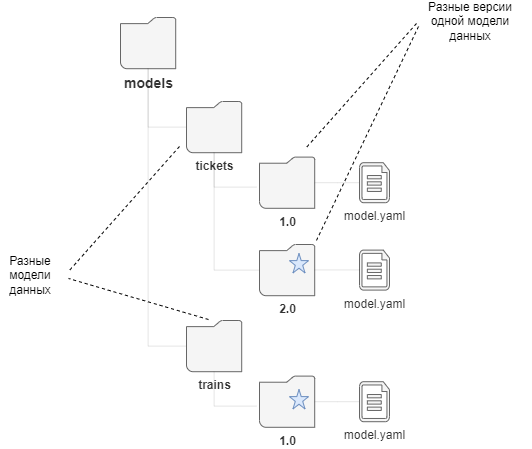 Разные версии
одной модели
данных
models
tickets
1.0
model.yaml
Разные
модели
данных
2.0
model.yaml
trains
1.0
model.yaml